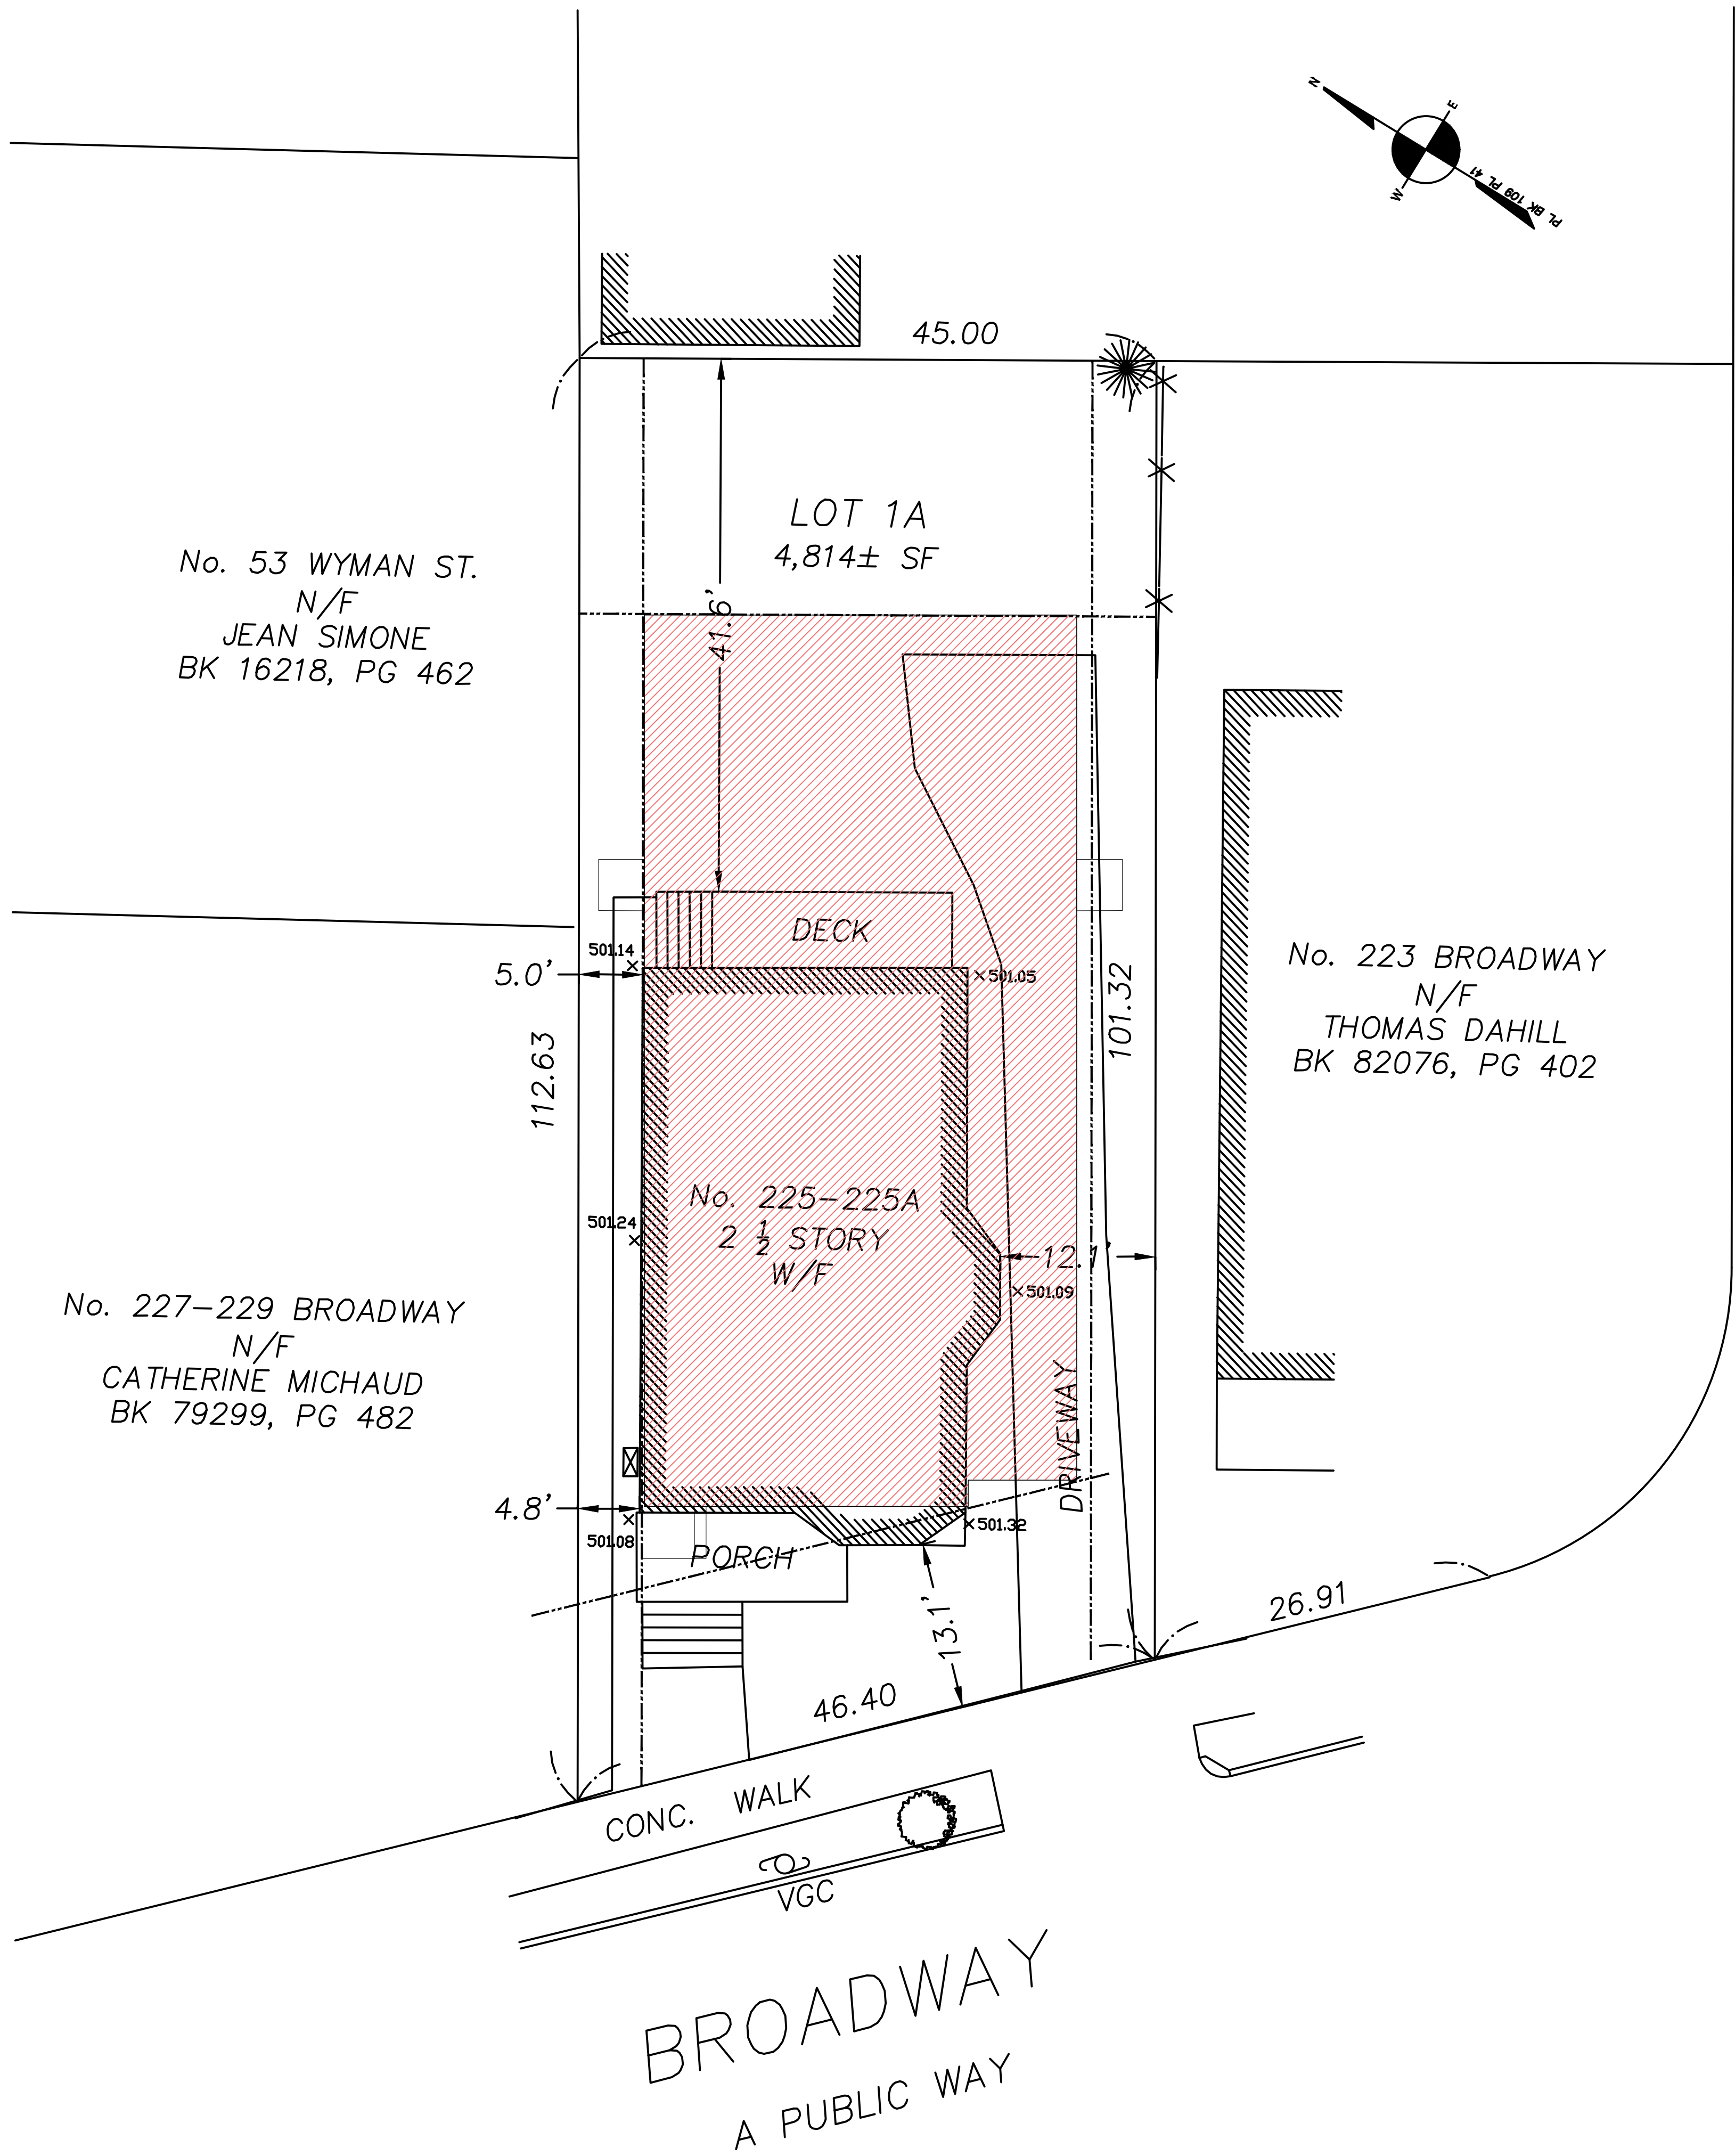 N
E
W
PL BK 109 PL 41
45.00
LOT 1A
4,814± SF
41.6'
No. 53 WYMAN ST.
N/F
JEAN SIMONE
BK 16218, PG 462
DECK
501.14
5.0'
501.05
112.63
101.32
No. 223 BROADWAY
N/F
THOMAS DAHILL
BK 82076, PG 402
No. 225-225A
2 1/2 STORY
W/F
501.24
12.1'
501.09
No. 227-229 BROADWAY
N/F
CATHERINE MICHAUD
BK 79299, PG 482
DRIVEWAY
4.8'
501.08
501.32
PORCH
13.1'
26.91
46.40
CONC. WALK
VGC
BROADWAY
A PUBLIC WAY